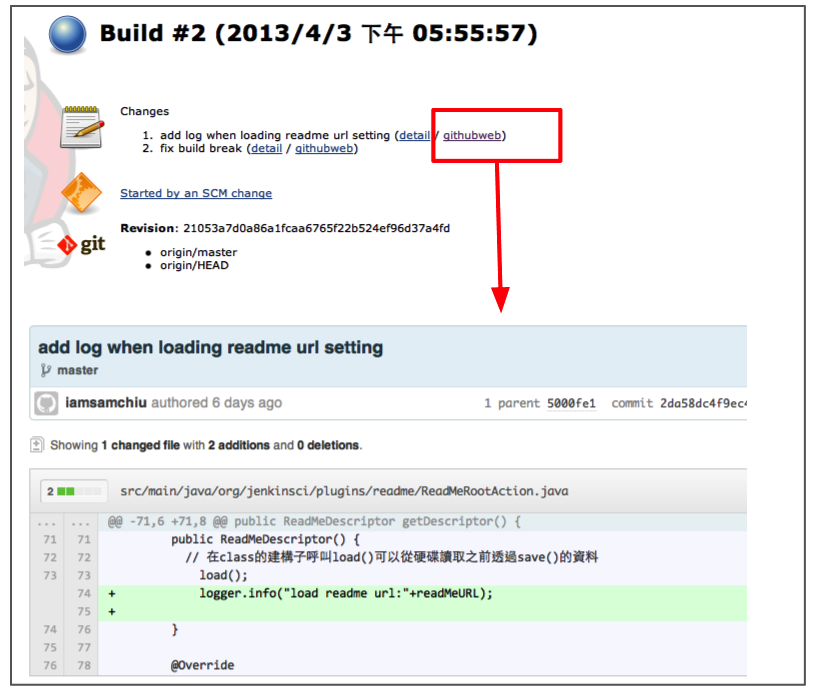 Build #2 (2013/4/3 下午 05:55:57)
Changes
1. add log when loading readme url setting (detail / githubweb)
2. fix build break (detail / githubweb)
Started by an SCM change
Revision: 21053a7d0a86a1fcaa6765f22b524ef96d37a4fd
git
origin/master
origin/HEAD
add log when loading readme url setting
master
iamsamchiu authored 6 days ago 1 parent 5000fe1 commit 2da58dc4f9ec4
Showing 1 changed file with 2 additions and 0 deletions.
2 src/main/java/org/jenkinsci/plugins/readme/ReadMeRootAction.java
... ... @@ -71,6 +71,8 @@ public ReadMeDescriptor getDescriptor() {
71 71 public ReadMeDescriptor() {
72 72 // 在class的建構子呼叫load()可以從硬碟讀取之前透過save()的資料
73 73 load();
74 + logger.info("load readme url:"+readMeURL);
75 +
74 76 }
75 77
76 78 @Override